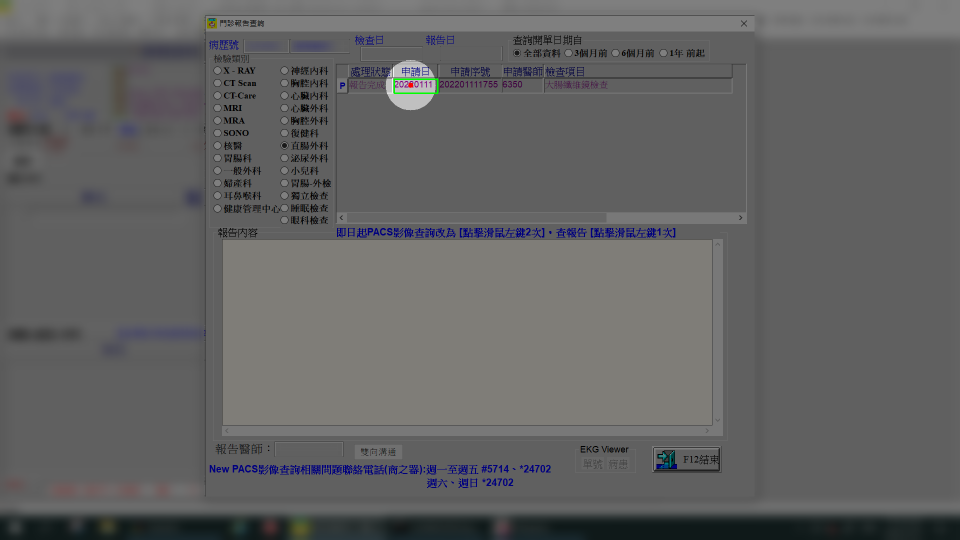 門診報告查詢
病歷號
檢查日 報告日
查詢開單日期自
全部資料 3個月前 6個月前 1年 前起
檢驗類別
X - RAY 神經內科
CT Scan 胸腔內科
CT-Care 心臟內科
MRI 心臟外科
MRA 胸腔外科
SONO 復健科
核醫 直腸外科
胃腸科 泌尿外科
一般外科 小兒科
婦產科 胃腸-外檢
耳鼻喉科 獨立檢查
健康管理中心 睡眠檢查
眼科檢查
處理狀態 申請日 申請序號 申請醫師 檢查項目
P 報告完成 20220111 202201111755 6350 大腸纖維鏡檢查
報告內容
即日起PACS影像查詢改為 [點擊滑鼠左鍵2次]，查報告 [點擊滑鼠左鍵1次]
報告醫師：
雙向溝通
EKG Viewer
單號 病患
F12結束
New PACS影像查詢相關問題聯絡電話(商之器):週一至週五 #5714、*24702
週六、週日 *24702